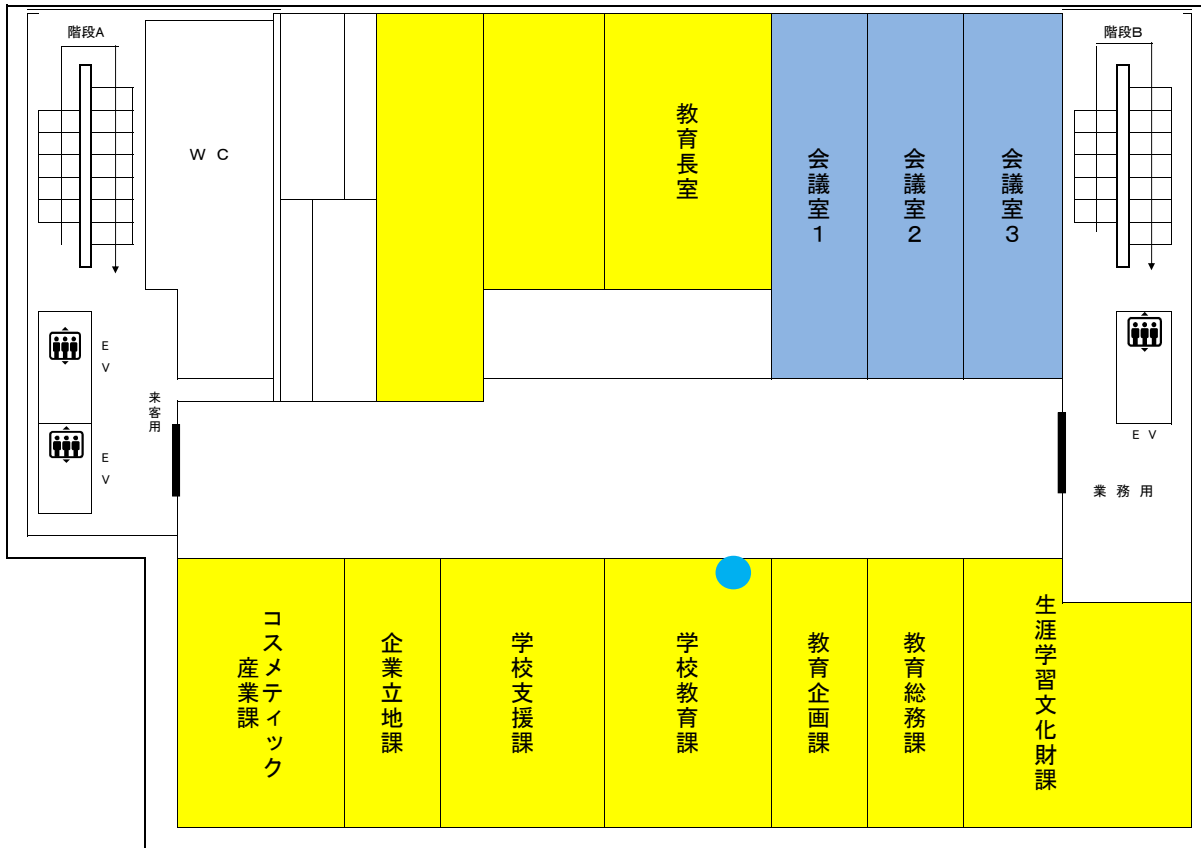 階段A
階段B
WC
教育長室
会議室1
会議室2
会議室3
EV
来客用
EV
EV
業務用
コスメティック
産業課
企業立地課
学校支援課
学校教育課
教育企画課
教育総務課
生涯学習文化財課